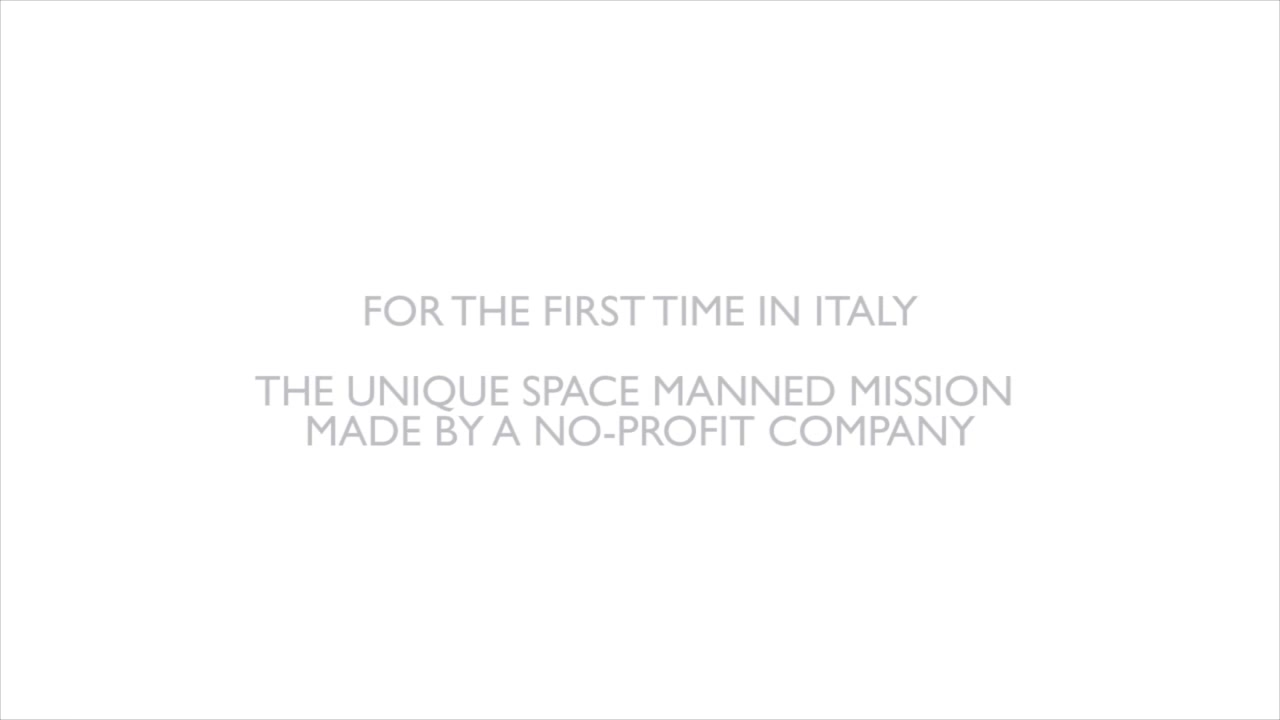 FOR THE FIRST TIME IN ITALY
THE UNIQUE SPACE MANNED MISSION
MADE BY A NO-PROFIT COMPANY